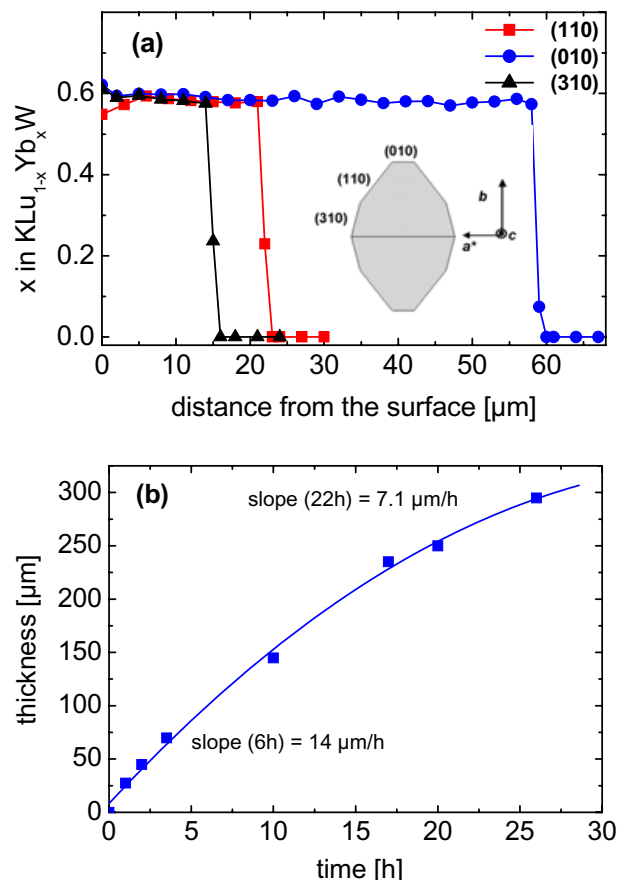 (a)
(110)
(010)
(310)
x in KLu1-xYbxW
0.6
0.4
0.2
0.0
(010)
(110)
(310)
b
a*
c
0 10 20 30 40 50 60
distance from the surface [µm]
(b)
slope (22h) = 7.1 µm/h
slope (6h) = 14 µm/h
thickness [µm]
300
250
200
150
100
50
0
0 5 10 15 20 25 30
time [h]